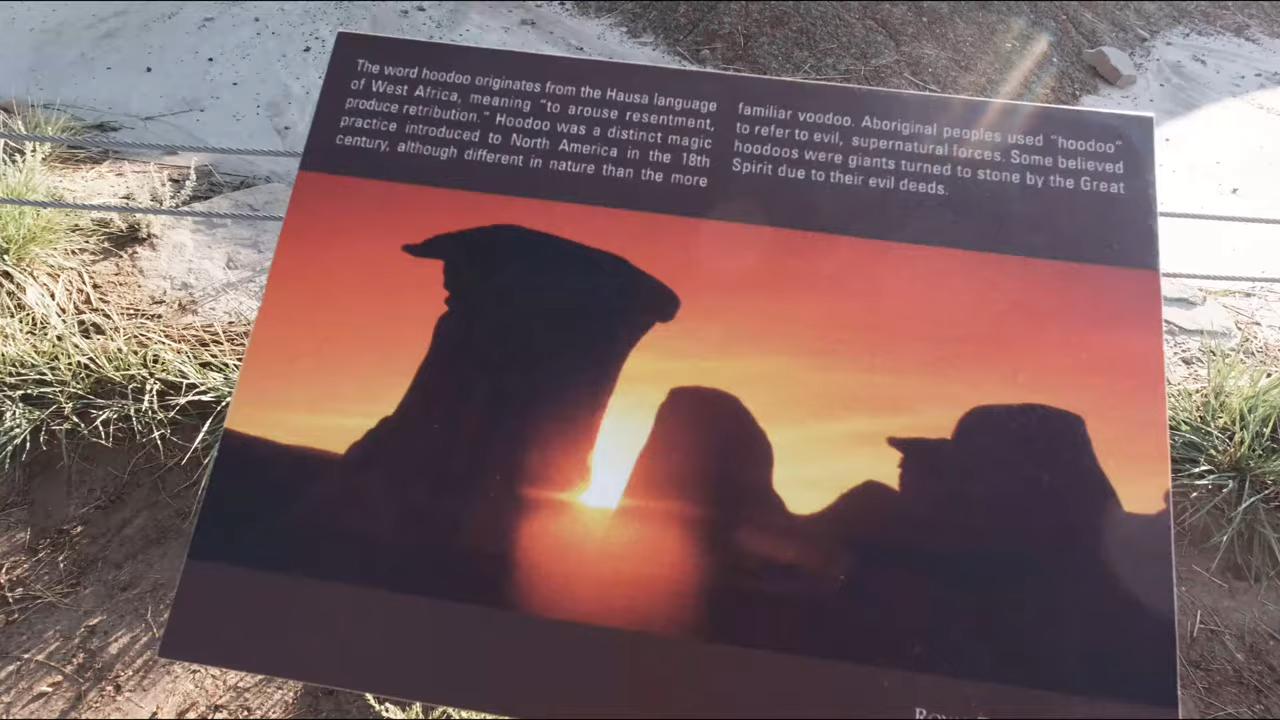 The word hoodoo originates from the Hausa language
of West Africa, meaning "to arouse resentment,
produce retribution." Hoodoo was a distinct magic
practice introduced to North America in the 18th
century, although different in nature than the more
familiar voodoo. Aboriginal peoples used "hoodoo"
to refer to evil, supernatural forces. Some believed
hoodoos were giants turned to stone by the Great
Spirit due to their evil deeds.